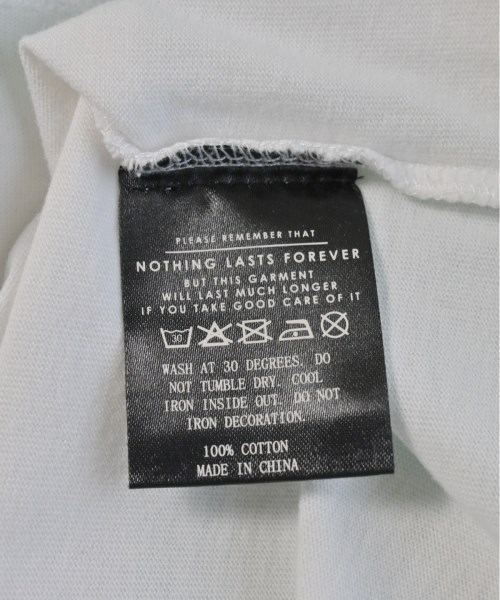 PLEASE REMEMBER THAT
NOTHING LASTS FOREVER
BUT THIS GARMENT
WILL LAST MUCH LONGER
IF YOU TAKE GOOD CARE OF IT
30
WASH AT 30 DEGREES. DO
NOT TUMBLE DRY. COOL
IRON INSIDE OUT. DO NOT
IRON DECORATION.
100% COTTON
MADE IN CHINA